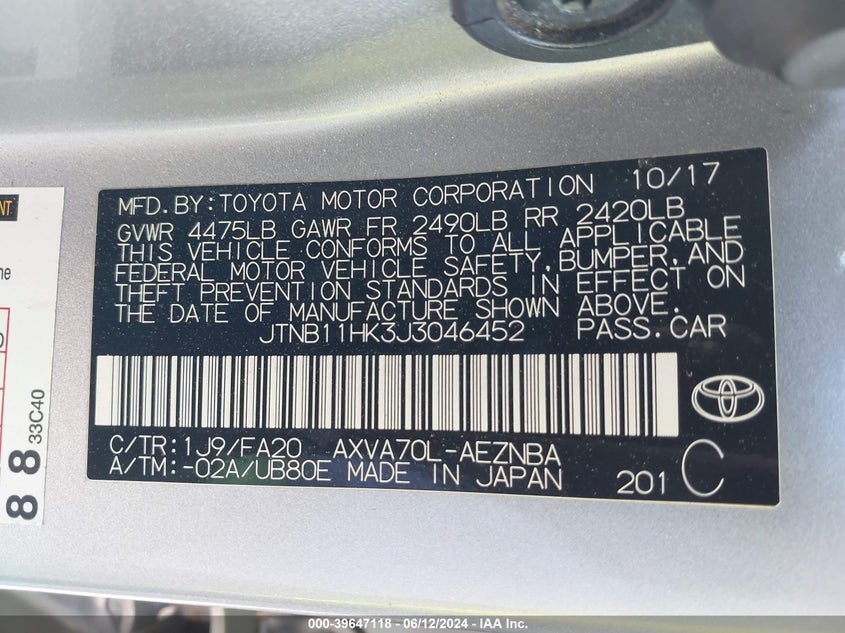 MFD.BY:TOYOTA MOTOR CORPORATION 10/17
GVWR 4475LB GAWR FR 2490LB RR 2420LB
THIS VEHICLE CONFORMS TO ALL APPLICABLE
FEDERAL MOTOR VEHICLE SAFETY,BUMPER,AND
THEFT PREVENTION STANDARDS IN EFFECT ON
THE DATE OF MANUFACTURE SHOWN ABOVE.
JTNB11HK3J3046452 PASS.CAR
C/TR:1J9/FA20 AXVA70L-AEZNBA
A/TM:-02A/UB80E MADE IN JAPAN 201 C
33C40
88
000-39647118 - 06/12/2024 - IAA Inc.